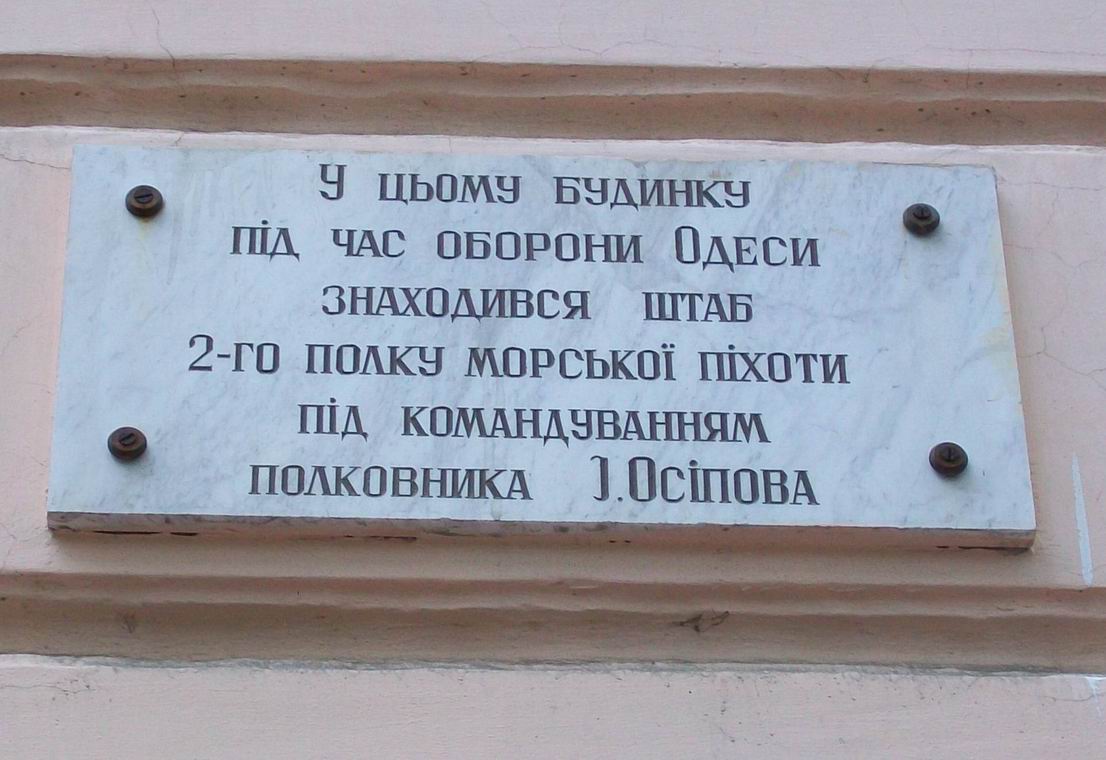 У цьому будинку
під час оборони Одеси
знаходився штаб
2-го полку морської піхоти
під командуванням
полковника І.Осіпова